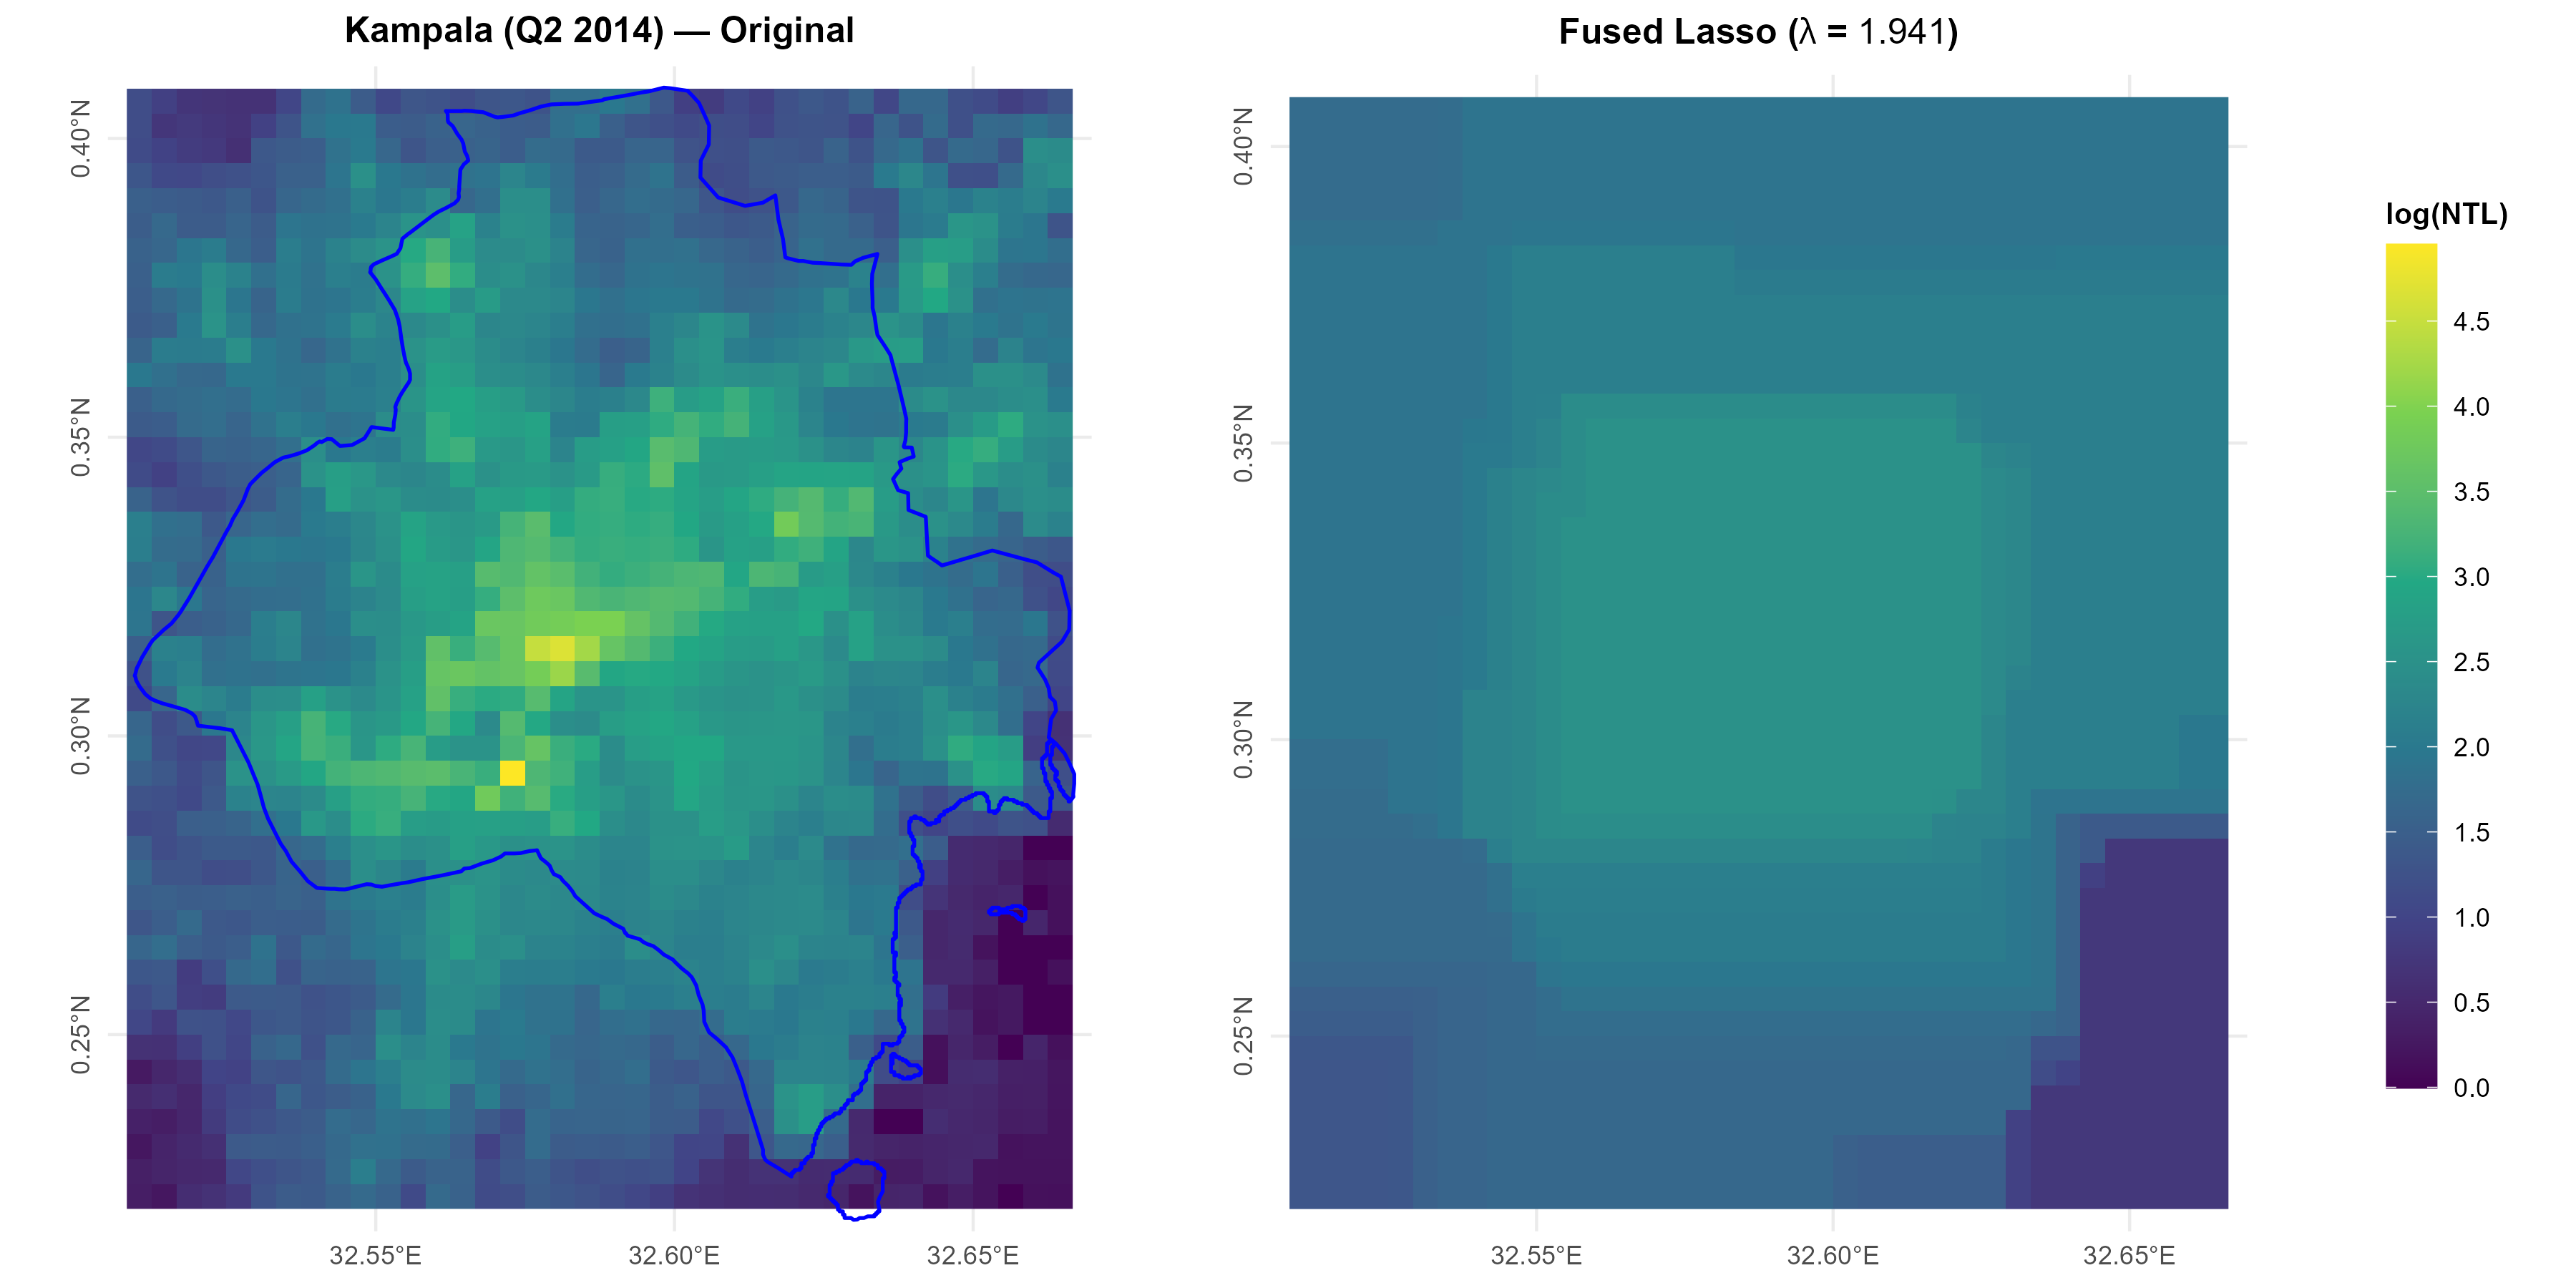 Kampala (Q2 2014) — Original
0.40°N
0.35°N
0.30°N
0.25°N
32.55°E
32.60°E
32.65°E
Fused Lasso (λ = 1.941)
0.40°N
0.35°N
0.30°N
0.25°N
32.55°E
32.60°E
32.65°E
log(NTL)
4.5
4.0
3.5
3.0
2.5
2.0
1.5
1.0
0.5
0.0